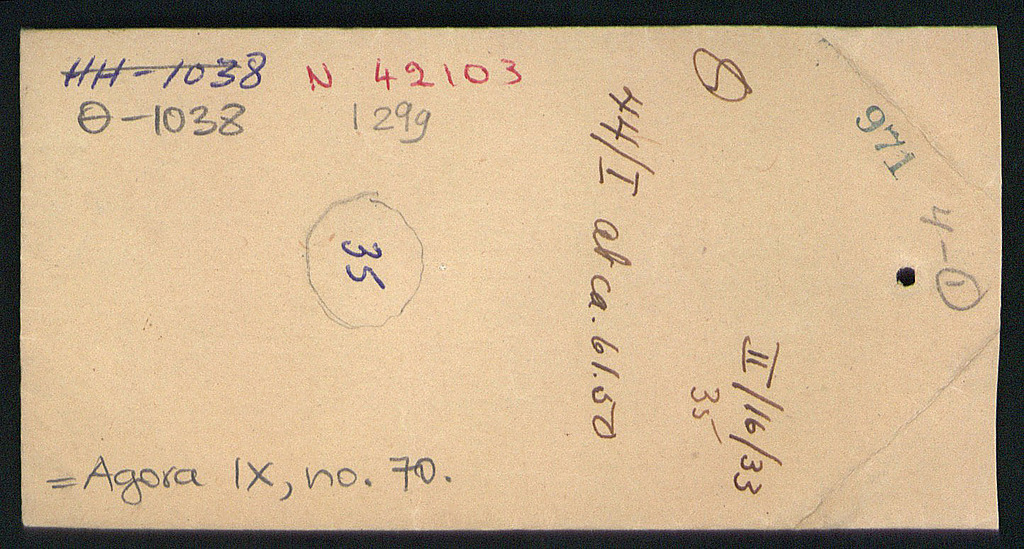 HH-1038 N 42103
Θ-1038 1299
35
= Agora IX, no. 70.
44/I at ca. 61.50
II/16/33
35
971
4-①